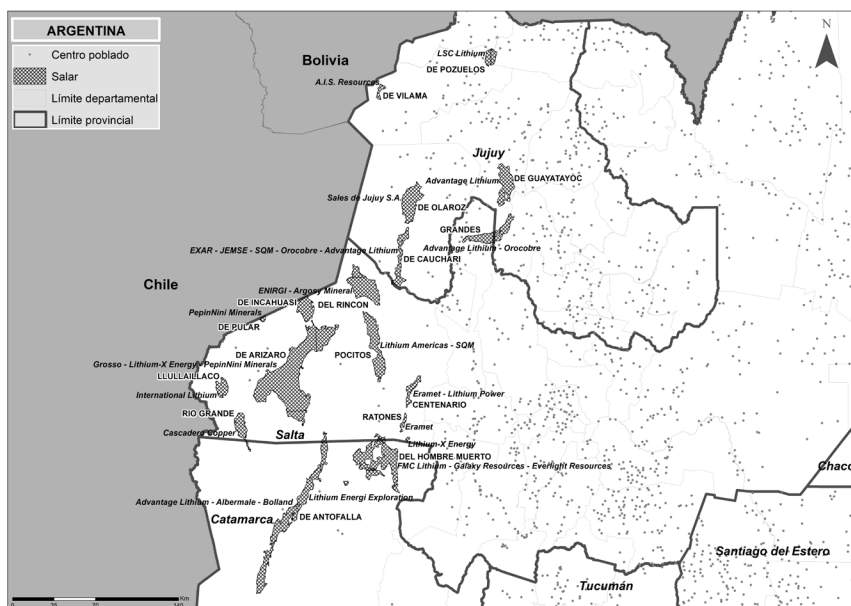 ARGENTINA
Centro poblado
Salar
Límite departamental
Límite provincial
N
Bolivia
LSC Lithium
DE POZUELOS
A.I.S. Resources
DE VILAMA
Jujuy
Advantage Lithium
DE GUAYATAYOC
Sales de Jujuy S.A.
DE OLAROZ
GRANDES
EXAR - JEMSE - SQM - Orocobre - Advantage Lithium
Advantage Lithium - Orocobre
DE CAUCHARI
Chile
ENIRGI - Argosy Mineral
DE INCAHUASI
DEL RINCON
PepinNini Minerals
DE PULAR
Lithium Americas - SQM
DE ARIZARO
POCITOS
Grosso - Lithium-X Energy - PepinNini Minerals
LLULLAILLACO
International Lithium
Eramet - Lithium Power
CENTENARIO
RIO GRANDE
RATONES
Eramet
Cascadero Copper
Salta
Lithium-X Energy
DEL HOMBRE MUERTO
FMC Lithium - Galaxy Resources - Everlight Resources
Chaco
Advantage Lithium - Albermale - Bolland
Lithium Energi Exploration
Catamarca
DE ANTOFALLA
Santiago del Estero
Tucumán
Km
0 35 70 140